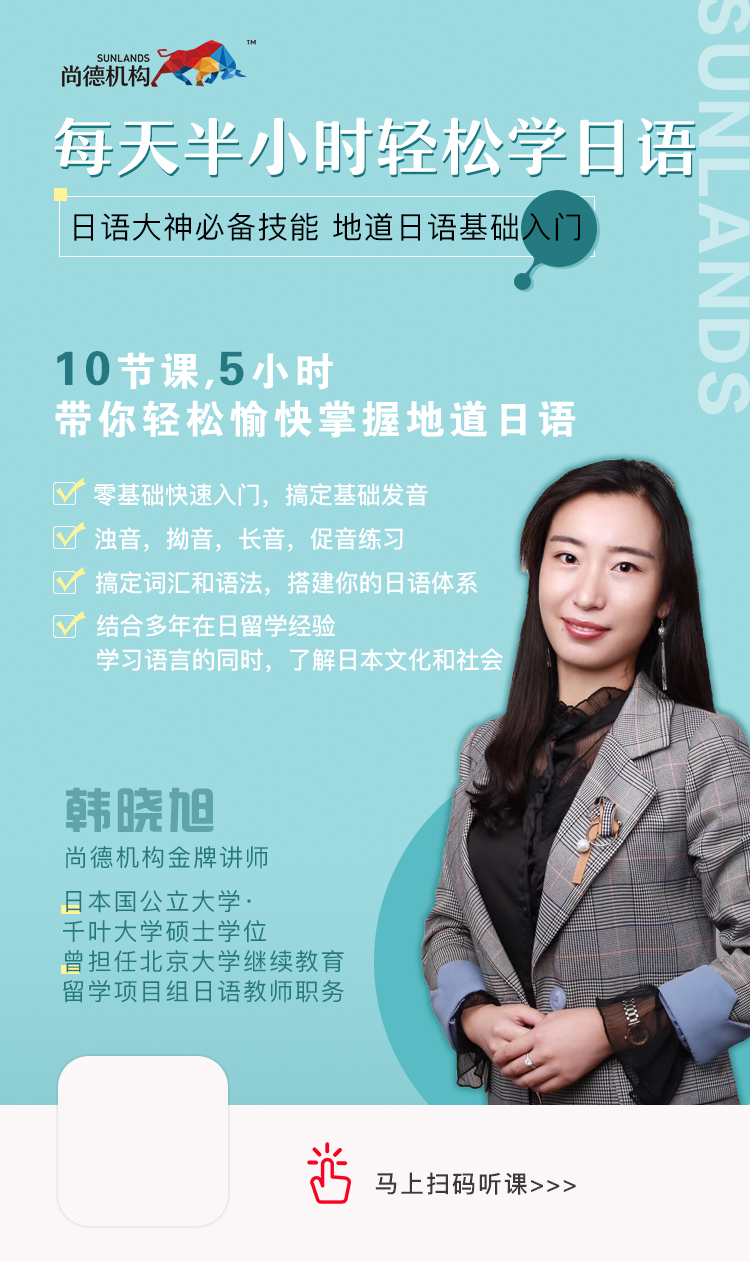 SUNLANDS
尚德机构
TM
每天半小时轻松学日语
日语大神必备技能 地道日语基础入门
SUNLANDS
10节课,5小时
带你轻松愉快掌握地道日语
零基础快速入门，搞定基础发音
浊音，拗音，长音，促音练习
搞定词汇和语法，搭建你的日语体系
结合多年在日留学经验
学习语言的同时，了解日本文化和社会
韩晓旭
尚德机构金牌讲师
日本国公立大学·
千叶大学硕士学位
曾担任北京大学继续教育
留学项目组日语教师职务
马上扫码听课>>>